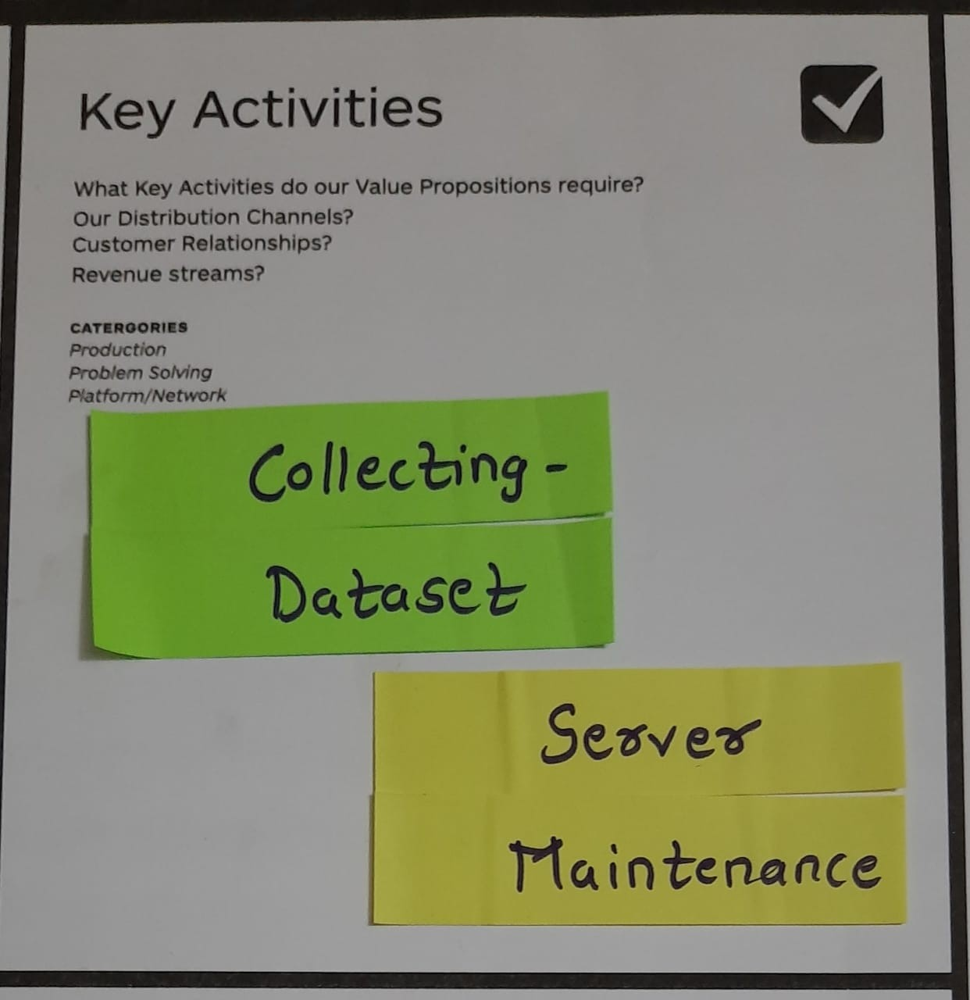 Key Activities
What Key Activities do our Value Propositions require?
Our Distribution Channels?
Customer Relationships?
Revenue streams?
CATERGORIES
Production
Problem Solving
Platform/Network
Collecting -
Dataset
Server
Maintenance